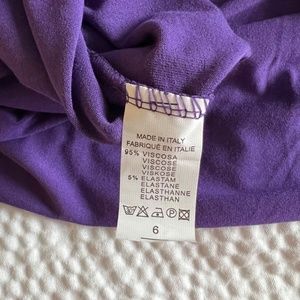 MADE IN ITALY
FABRIQUÉ EN ITALIE
95% VISCOSA
VISCOSE
VISCOSE
VISKOSE
5% ELASTAM
ELASTANE
ELASTHANNE
ELASTHAN
6